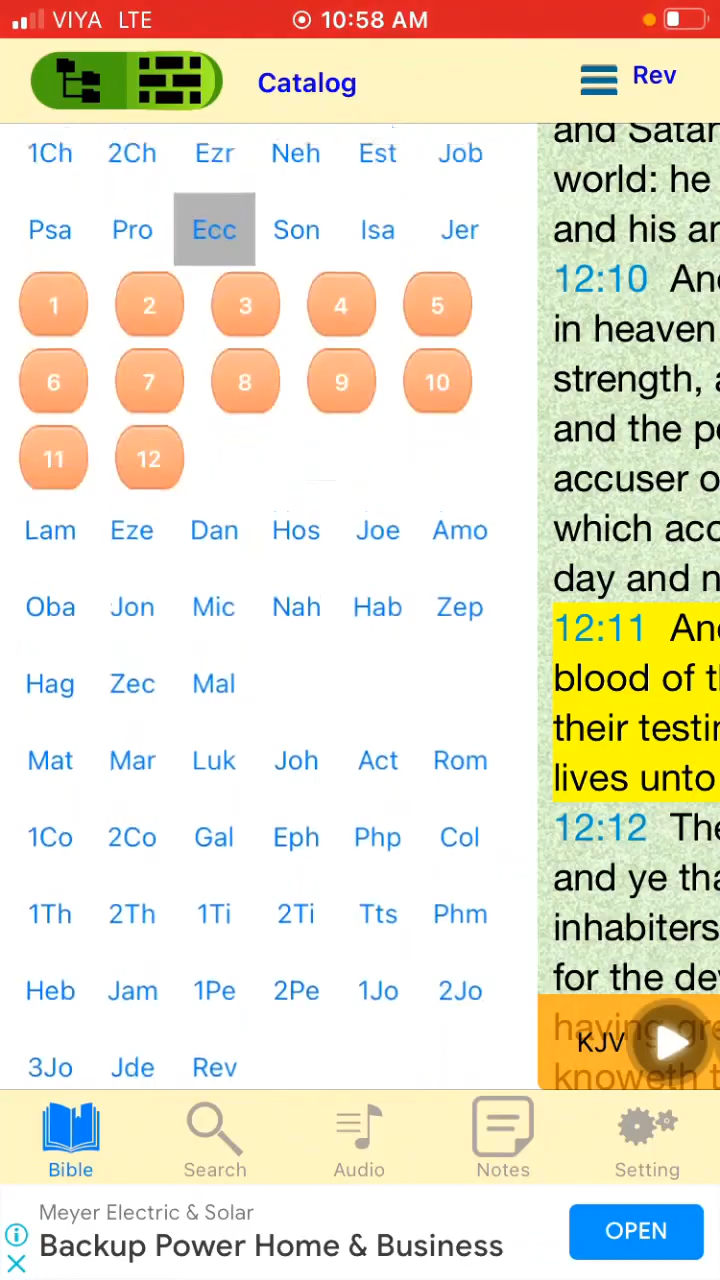 VIYA LTE 10:58 AM
Catalog Rev
1Ch 2Ch Ezr Neh Est Job
Psa Pro Ecc Son Isa Jer
1 2 3 4 5
6 7 8 9 10
11 12
Lam Eze Dan Hos Joe Amo
Oba Jon Mic Nah Hab Zep
Hag Zec Mal
Mat Mar Luk Joh Act Rom
1Co 2Co Gal Eph Php Col
1Th 2Th 1Ti 2Ti Tts Phm
Heb Jam 1Pe 2Pe 1Jo 2Jo
3Jo Jde Rev
and Satan
world: he
and his an
12:10 And
in heaven
strength, a
and the po
accuser o
which acc
day and n
12:11 And
blood of th
their testim
lives unto
12:12 The
and ye tha
inhabiters
for the dev
having gre
knoweth t
KJV
Bible Search Audio Notes Setting
Meyer Electric & Solar
Backup Power Home & Business
OPEN